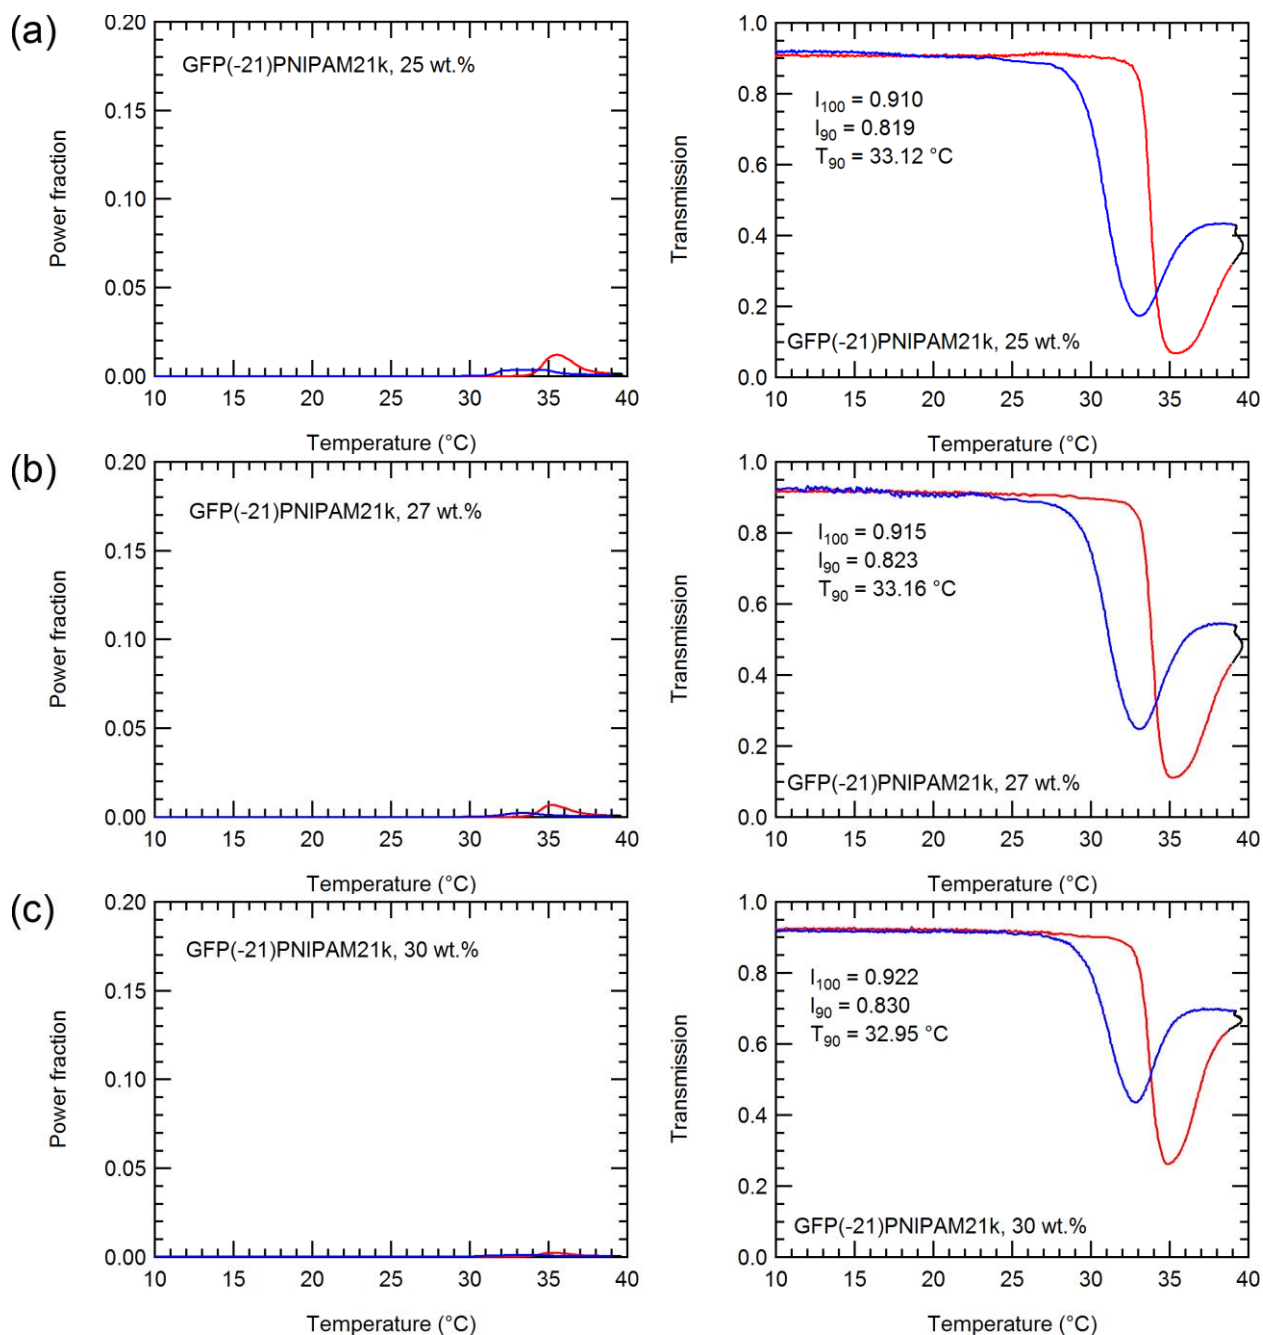 (a)
0.20
0.15
0.10
0.05
0.00
Power fraction
GFP(-21)PNIPAM21k, 25 wt.%
10 15 20 25 30 35 40
Temperature (°C)
1.0
0.8
0.6
0.4
0.2
0.0
Transmission
I100 = 0.910
I90 = 0.819
T90 = 33.12 °C
GFP(-21)PNIPAM21k, 25 wt.%
10 15 20 25 30 35 40
Temperature (°C)
(b)
0.20
0.15
0.10
0.05
0.00
Power fraction
GFP(-21)PNIPAM21k, 27 wt.%
10 15 20 25 30 35 40
Temperature (°C)
1.0
0.8
0.6
0.4
0.2
0.0
Transmission
I100 = 0.915
I90 = 0.823
T90 = 33.16 °C
GFP(-21)PNIPAM21k, 27 wt.%
10 15 20 25 30 35 40
Temperature (°C)
(c)
0.20
0.15
0.10
0.05
0.00
Power fraction
GFP(-21)PNIPAM21k, 30 wt.%
10 15 20 25 30 35 40
Temperature (°C)
1.0
0.8
0.6
0.4
0.2
0.0
Transmission
I100 = 0.922
I90 = 0.830
T90 = 32.95 °C
GFP(-21)PNIPAM21k, 30 wt.%
10 15 20 25 30 35 40
Temperature (°C)